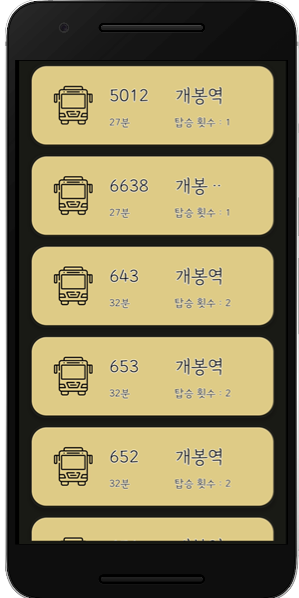 5012 개봉역
27분 탑승 횟수 : 1
6638 개봉 ··
27분 탑승 횟수 : 1
643 개봉역
32분 탑승 횟수 : 2
653 개봉역
32분 탑승 횟수 : 2
652 개봉역
32분 탑승 횟수 : 2